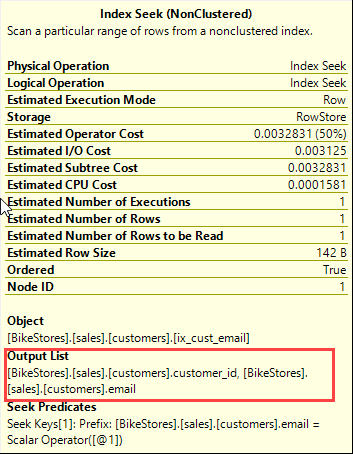 Index Seek (NonClustered)
Scan a particular range of rows from a nonclustered index.
Physical Operation Index Seek
Logical Operation Index Seek
Estimated Execution Mode Row
Storage RowStore
Estimated Operator Cost 0.0032831 (50%)
Estimated I/O Cost 0.003125
Estimated Subtree Cost 0.0032831
Estimated CPU Cost 0.0001581
Estimated Number of Executions 1
Estimated Number of Rows 1
Estimated Number of Rows to be Read 1
Estimated Row Size 142 B
Ordered True
Node ID 1
Object
[BikeStores].[sales].[customers].[ix_cust_email]
Output List
[BikeStores].[sales].[customers].customer_id, [BikeStores].
[sales].[customers].email
Seek Predicates
Seek Keys[1]: Prefix: [BikeStores].[sales].[customers].email =
Scalar Operator([@1])